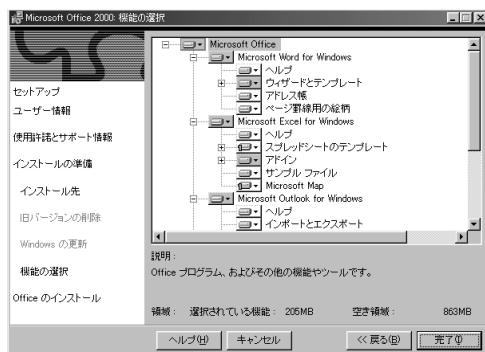 Microsoft Office 2000: 機能の選択
セットアップ
ユーザー情報
使用許諾とサポート情報
インストールの準備
インストール先
旧バージョンの削除
Windows の更新
機能の選択
Office のインストール
Microsoft Office
Microsoft Word for Windows
ヘルプ
ウィザードとテンプレート
アドレス帳
ページ罫線用の絵柄
Microsoft Excel for Windows
ヘルプ
スプレッドシートのテンプレート
アドイン
サンプル ファイル
Microsoft Map
Microsoft Outlook for Windows
ヘルプ
インポートとエクスポート
説明:
Office プログラム、およびその他の機能やツールです。
領域: 選択されている機能: 205MB 空き領域: 863MB
ヘルプ(H) キャンセル << 戻る(B) 完了(I)